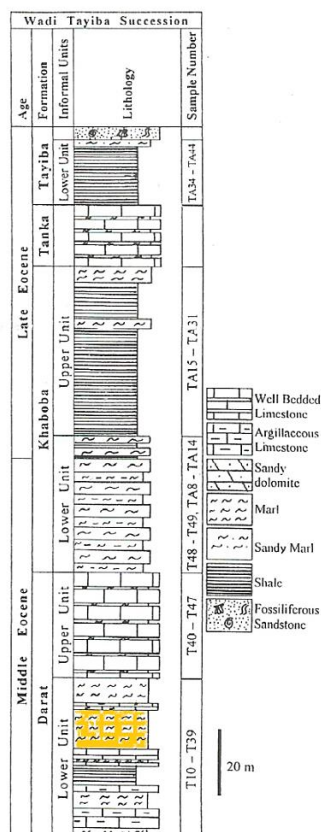 Wadi Tayiba Succession
Age
Formation
Informal Units
Lithology
Sample Number
Late Eocene
Middle Eocene
Tayiba
Tanka
Khaboba
Darat
Lower Unit
Upper Unit
Lower Unit
Upper Unit
Lower Unit
TA34 - TA44
TA15 - TA31
T48 - T49, TA8 - TA14
T40 - T47
T10 - T39
Well Bedded
Limestone
Argillaceous
Limestone
Sandy
dolomite
Marl
Sandy Marl
Shale
Fossiliferous
Sandstone
20 m